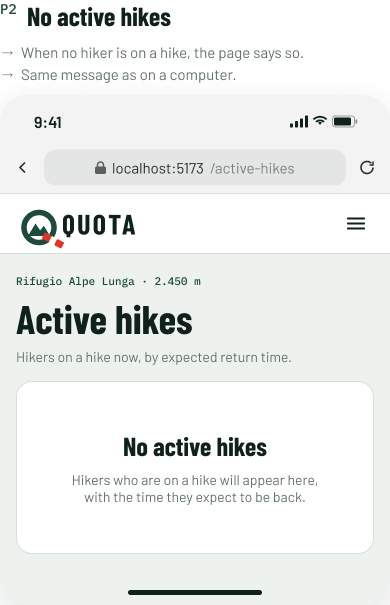 P2 No active hikes
→ When no hiker is on a hike, the page says so.
→ Same message as on a computer.
9:41
localhost:5173 /active-hikes
QUOTA
Rifugio Alpe Lunga · 2.450 m
Active hikes
Hikers on a hike now, by expected return time.
No active hikes
Hikers who are on a hike will appear here,
with the time they expect to be back.